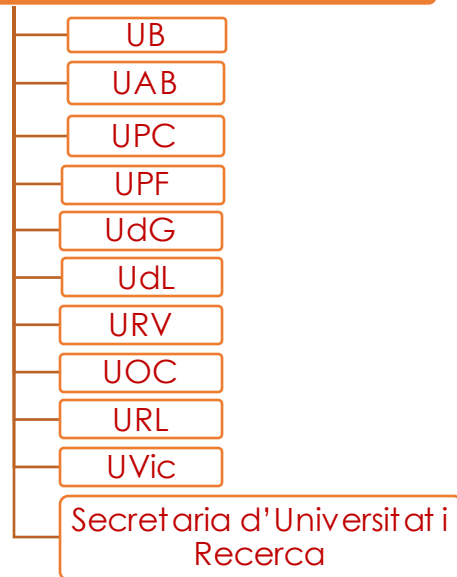 UB
UAB
UPC
UPF
UdG
UdL
URV
UOC
URL
UVic
Secretaria d'Universitat i
Recerca